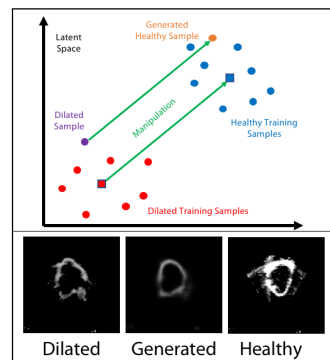 Latent
Space
Generated
Healthy Sample
Dilated
Sample
Manipulation
Healthy Training
Samples
Dilated Training Samples
Dilated Generated Healthy